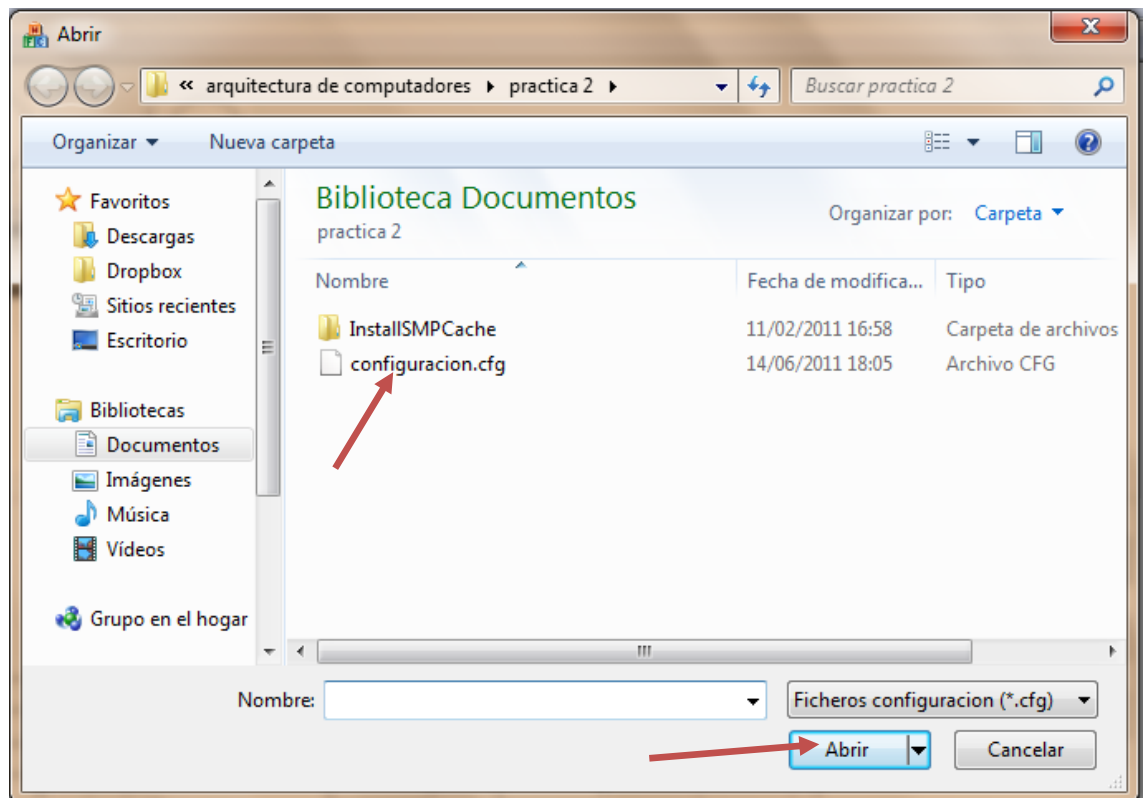 Abrir
« arquitectura de computadores ▸ practica 2 ▸ Buscar practica 2
Organizar Nueva carpeta
Favoritos
Descargas
Dropbox
Sitios recientes
Escritorio
Bibliotecas
Documentos
Imágenes
Música
Vídeos
Grupo en el hogar
Biblioteca Documentos
practica 2
Organizar por: Carpeta
Nombre Fecha de modifica... Tipo
InstallSMPCache 11/02/2011 16:58 Carpeta de archivos
configuracion.cfg 14/06/2011 18:05 Archivo CFG
Nombre: Ficheros configuracion (*.cfg)
Abrir Cancelar